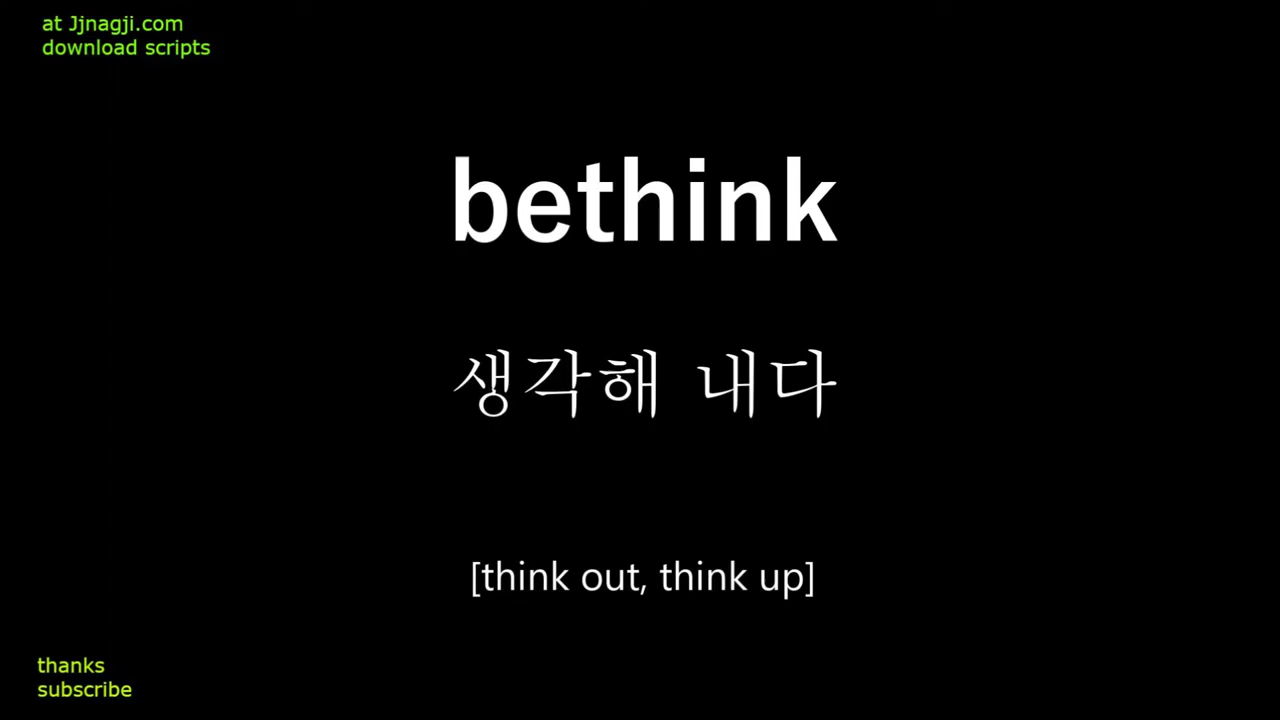 at Jjnagji.com
download scripts
bethink
생각해 내다
[think out, think up]
thanks
subscribe